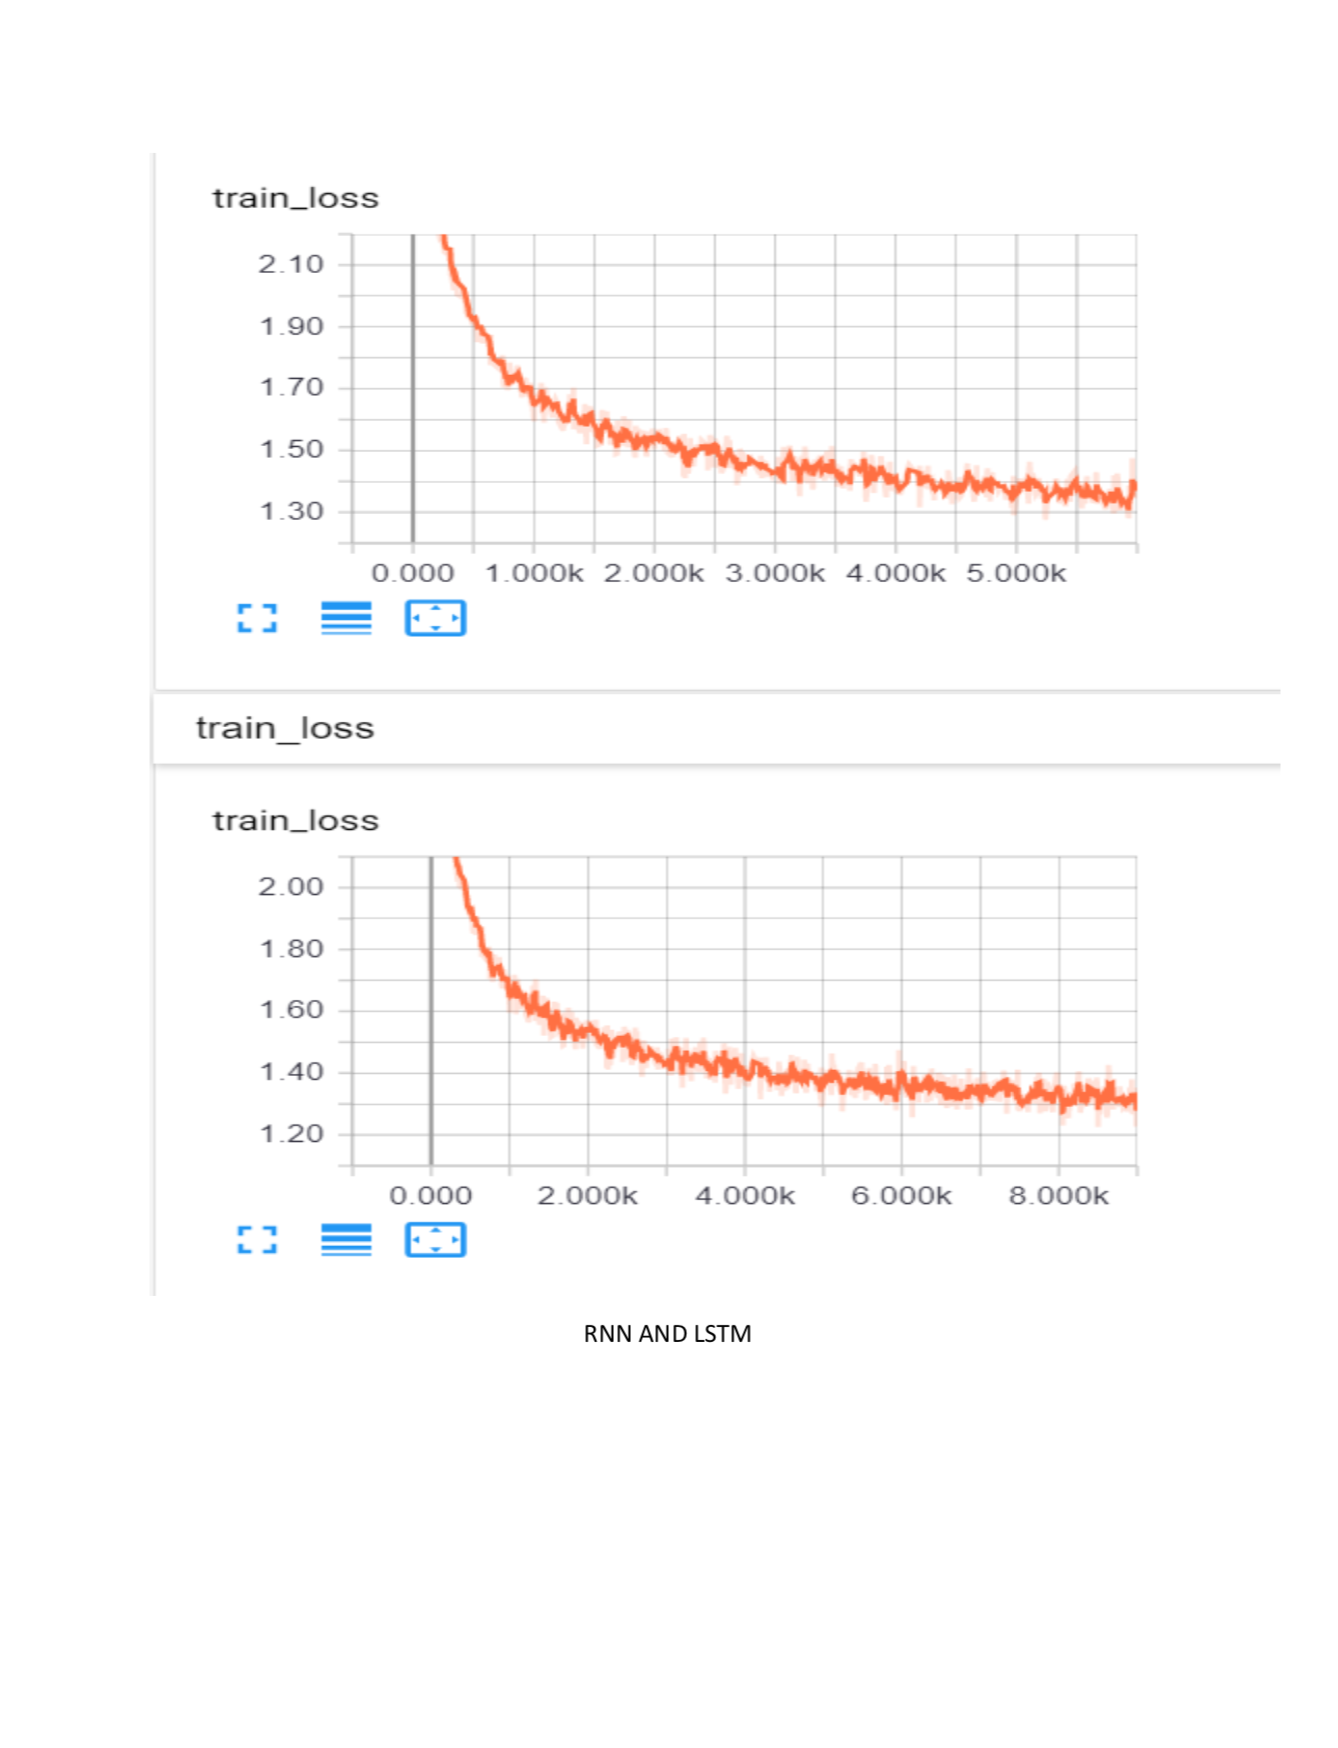 train_loss
2.10
1.90
1.70
1.50
1.30
0.000 1.000k 2.000k 3.000k 4.000k 5.000k
train_loss
train_loss
2.00
1.80
1.60
1.40
1.20
0.000 2.000k 4.000k 6.000k 8.000k
RNN AND LSTM